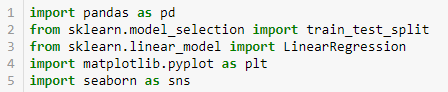 1 import pandas as pd
2 from sklearn.model_selection import train_test_split
3 from sklearn.linear_model import LinearRegression
4 import matplotlib.pyplot as plt
5 import seaborn as sns